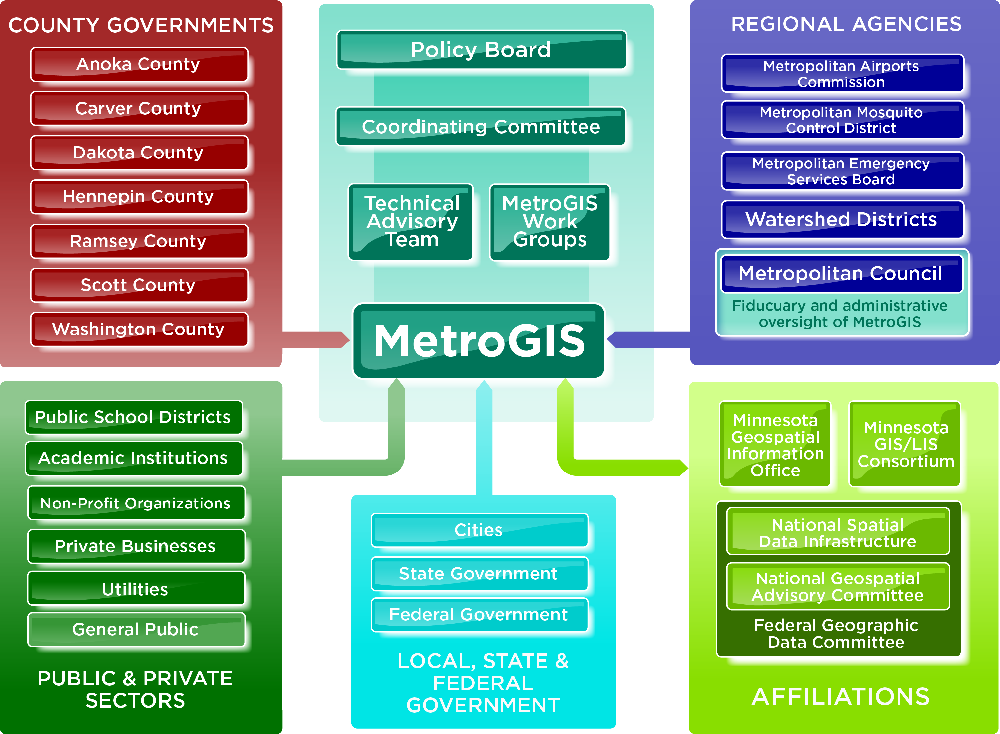 COUNTY GOVERNMENTS
Anoka County
Carver County
Dakota County
Hennepin County
Ramsey County
Scott County
Washington County
Policy Board
Coordinating Committee
Technical
Advisory
Team
MetroGIS
Work
Groups
MetroGIS
REGIONAL AGENCIES
Metropolitan Airports
Commission
Metropolitan Mosquito
Control District
Metropolitan Emergency
Services Board
Watershed Districts
Metropolitan Council
Fiducuary and administrative
oversight of MetroGIS
Public School Districts
Academic Institutions
Non-Profit Organizations
Private Businesses
Utilities
General Public
PUBLIC & PRIVATE
SECTORS
Cities
State Government
Federal Government
LOCAL, STATE &
FEDERAL
GOVERNMENT
Minnesota
Geospatial
Information
Office
Minnesota
GIS/LIS
Consortium
National Spatial
Data Infrastructure
National Geospatial
Advisory Committee
Federal Geographic
Data Committee
AFFILIATIONS